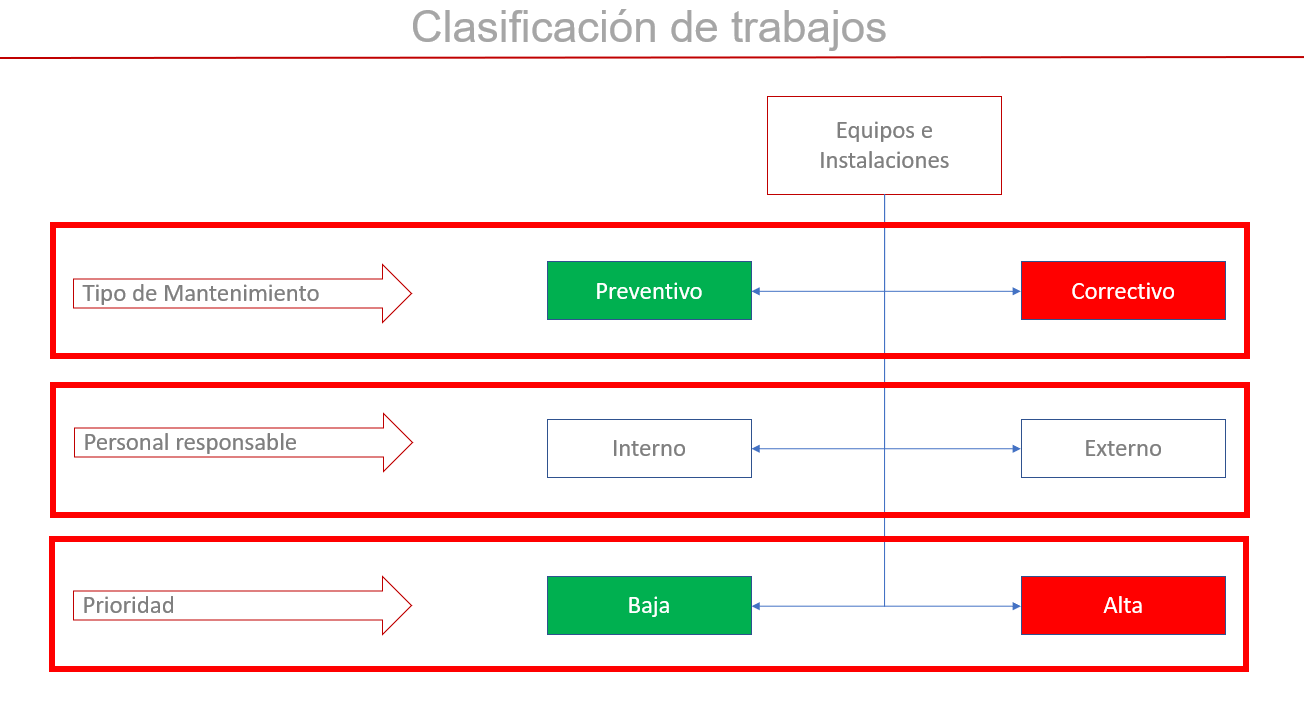 Clasificación de trabajos
Equipos e
Instalaciones
Tipo de Mantenimiento
Preventivo
Correctivo
Personal responsable
Interno
Externo
Prioridad
Baja
Alta